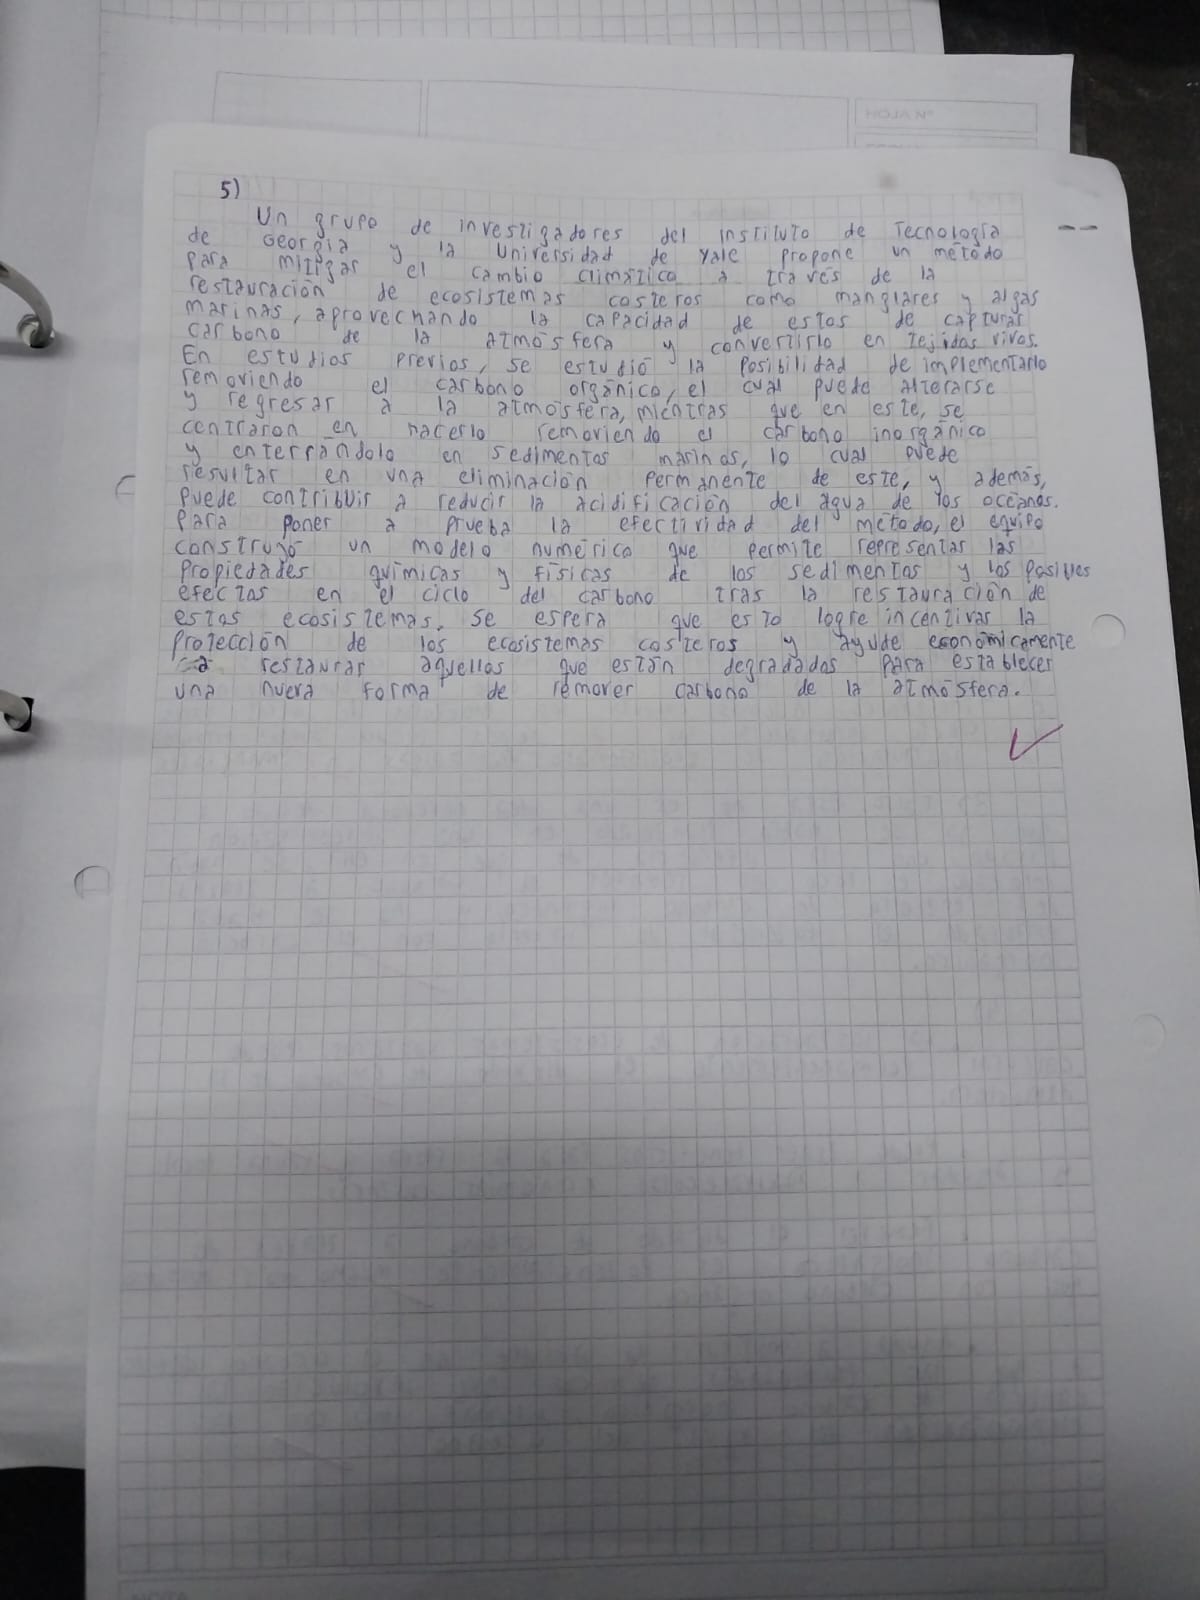 5)
Un grupo de investigadores del instituto de Tecnología
de Georgia y la Universidad de Yale propone un método
para mitigar el cambio climático a través de la
restauración de ecosistemas costeros como manglares y algas
marinas, aprovechando la capacidad de estos de capturar
carbono de la atmósfera y convertirlo en tejidos vivos.
En estudios previos, se estudió la posibilidad de implementarlo
removiendo el carbono orgánico, el cual puede alterarse
y regresar a la atmósfera, mientras que en este, se
centraron en hacerlo removiendo el carbono inorgánico
y enterrándolo en sedimentos marinos, lo cual puede
resultar en una eliminación permanente de este, y además,
puede contribuir a reducir la acidificación del agua de los océanos.
Para poner a prueba la efectividad del método, el equipo
construyó un modelo numérico que permite representar las
propiedades químicas y físicas de los sedimentos y los posibles
efectos en el ciclo del carbono tras la restauración de
estos ecosistemas. Se espera que esto logre incentivar la
protección de los ecosistemas costeros y ayude económicamente
a restaurar aquellos que están degradados para establecer
una nueva forma de remover carbono de la atmósfera.